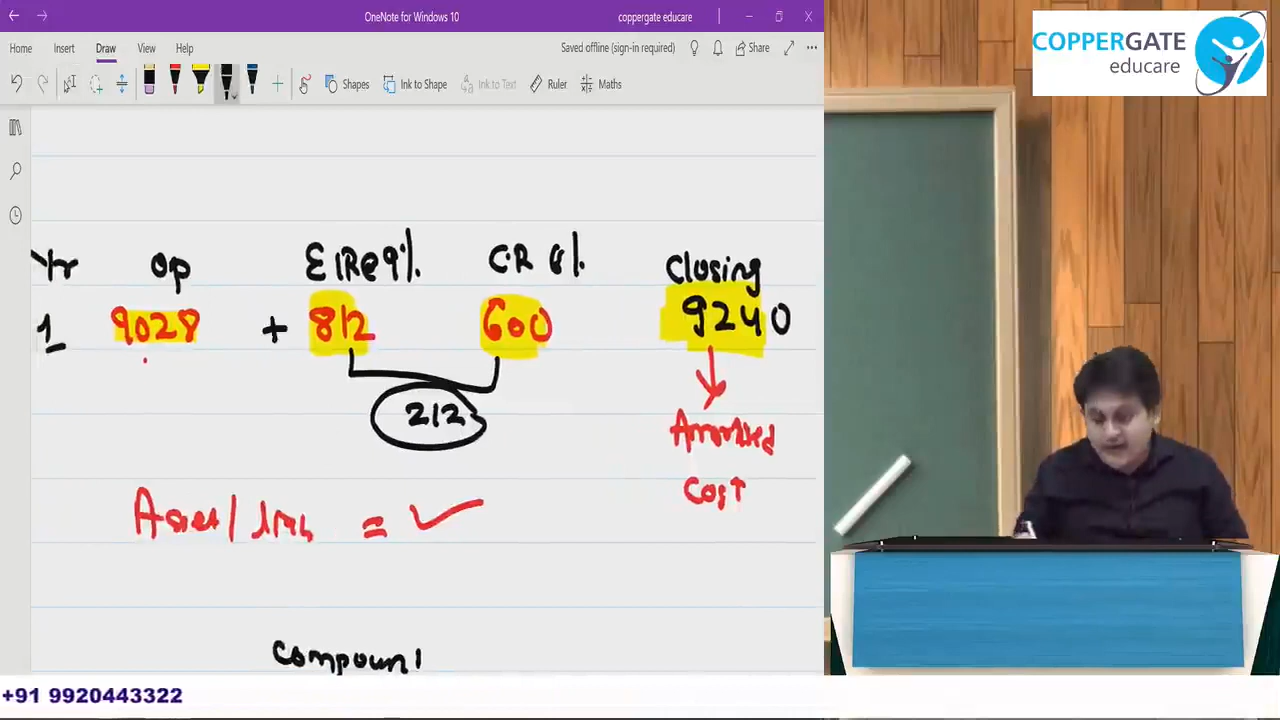 OneNote for Windows 10
coppergate educare
Home Insert Draw View Help
Saved offline (sign-in required)
Share
Shapes
Ink to Shape
Ink to Text
Ruler
Maths
COPPERGATE
educare
Yr Op EIR@9% CR 6% Closing
1 9028 + 812 600 9240
212
Amortised
Cost
Asset/Liab = ✓
Compoun
+91 9920443322